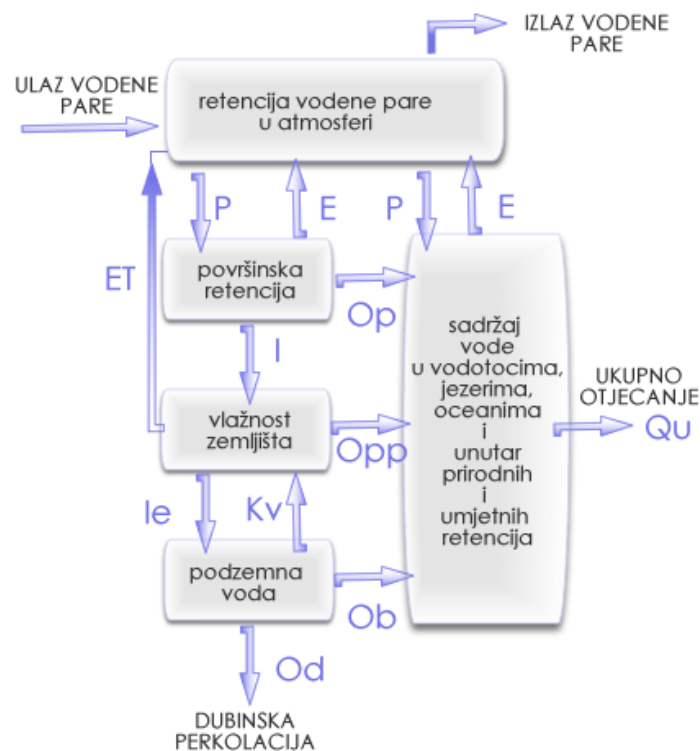 IZLAZ VODENE
PARE
ULAZ VODENE
PARE
retencija vodene pare
u atmosferi
P
E
P
E
ET
površinska
retencija
Op
I
sadržaj
vode
u vodotocima,
jezerima,
oceanima
i
unutar
prirodnih
i
umjetnih
retencija
UKUPNO
OTJECANJE
Qu
vlažnost
zemljišta
Opp
Ie
Kv
podzemna
voda
Ob
Od
DUBINSKA
PERKOLACIJA